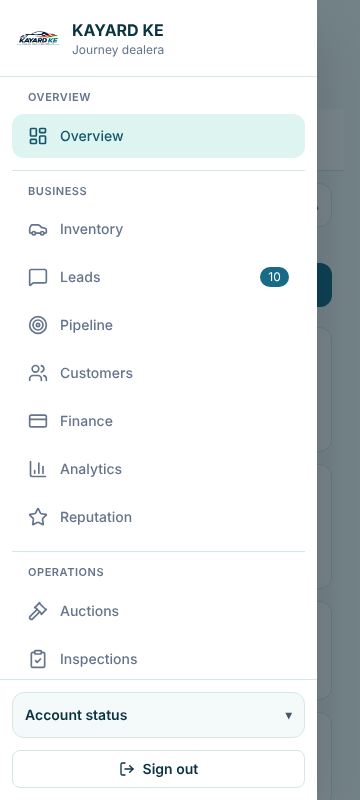 KAYARD KE
KAYARD KE
Journey dealera
OVERVIEW
Overview
BUSINESS
Inventory
Leads
10
Pipeline
Customers
Finance
Analytics
Reputation
OPERATIONS
Auctions
Inspections
Account status
Sign out